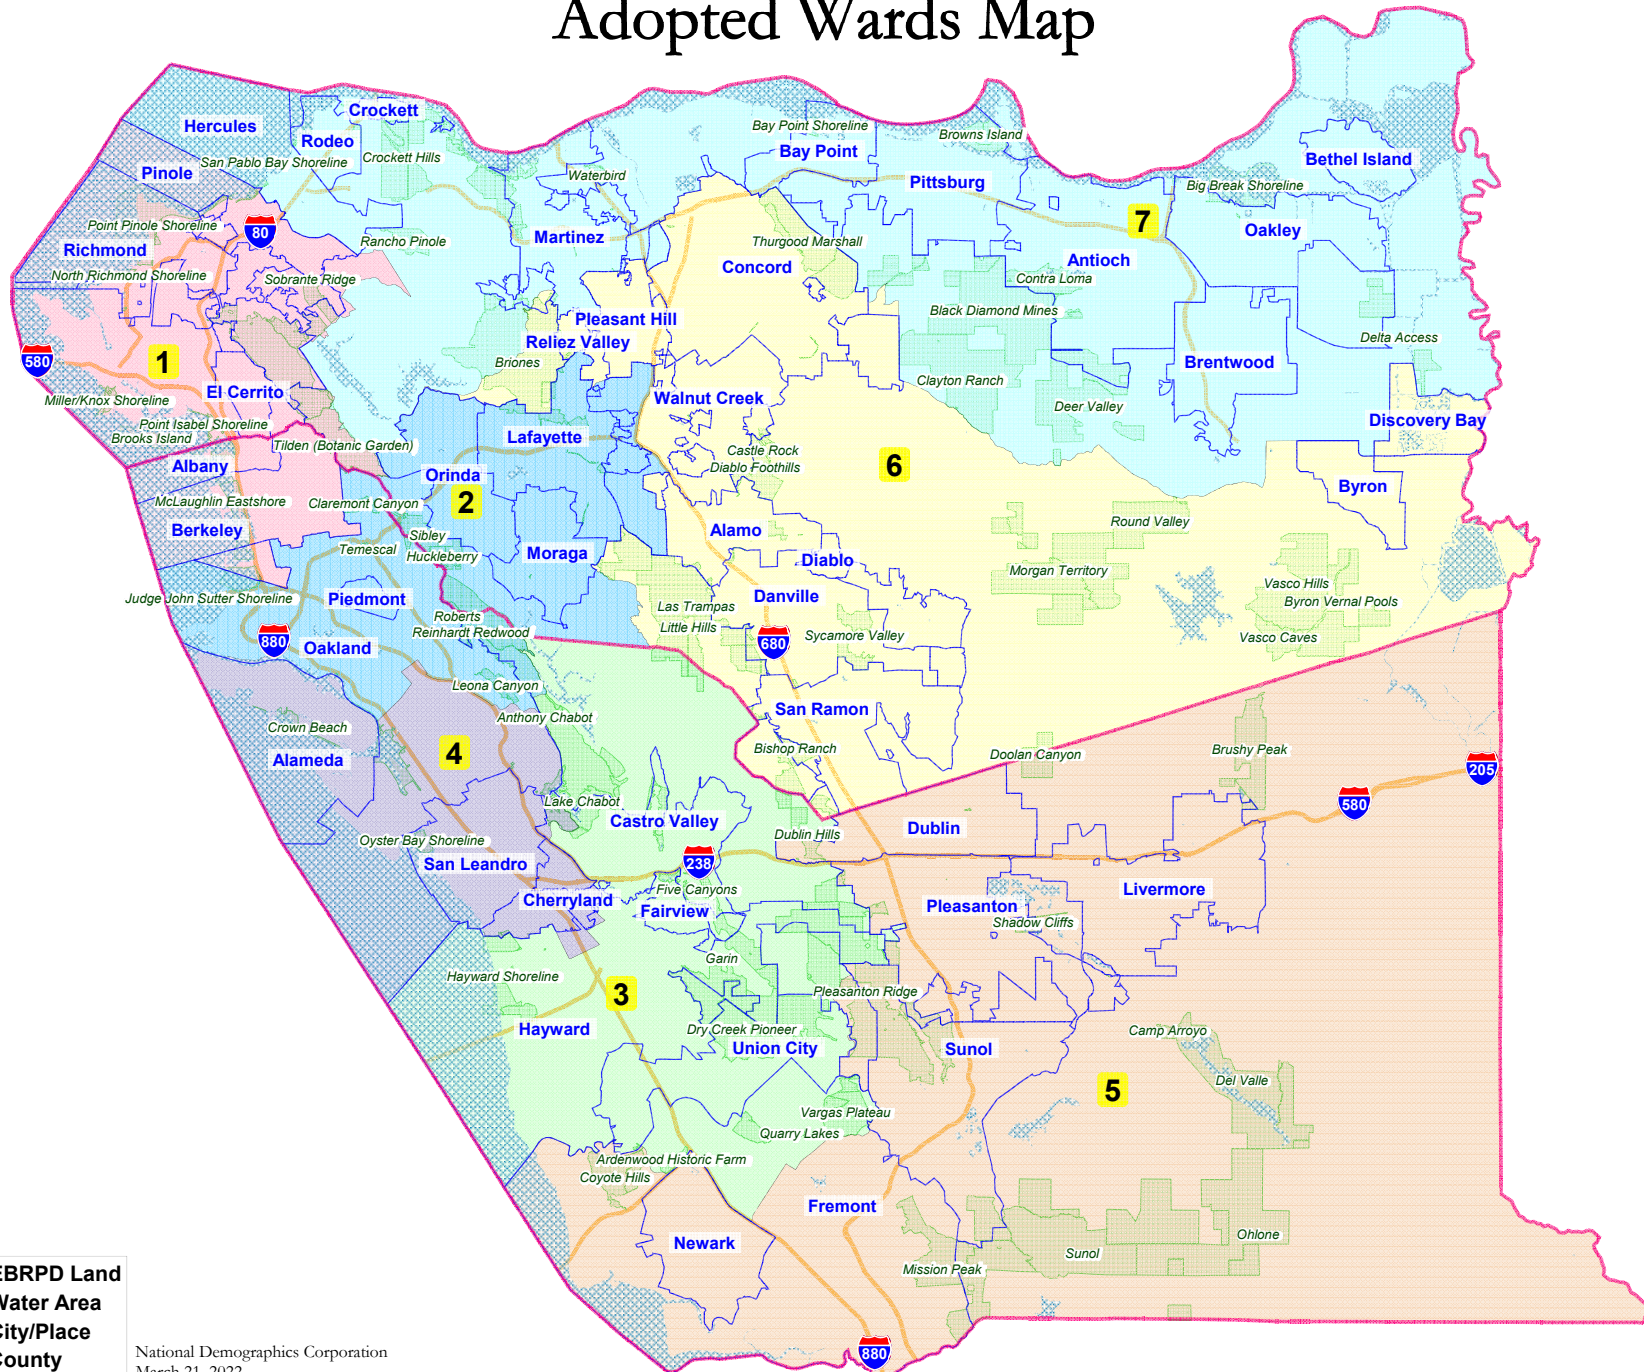 Adopted Wards Map
Crockett
Hercules
Rodeo
Bay Point Shoreline
Browns Island
Bay Point
Crockett Hills
San Pablo Bay Shoreline
Bethel Island
Pinole
Waterbird
Pittsburg
Big Break Shoreline
Point Pinole Shoreline
80
7
Oakley
Martinez
Rancho Pinole
Thurgood Marshall
Richmond
Antioch
Concord
North Richmond Shoreline
Sobrante Ridge
Contra Loma
Black Diamond Mines
Pleasant Hill
Reliez Valley
Delta Access
580
1
Briones
Brentwood
Clayton Ranch
El Cerrito
Walnut Creek
Miller/Knox Shoreline
Deer Valley
Discovery Bay
Point Isabel Shoreline
Brooks Island
Lafayette
Tilden (Botanic Garden)
Castle Rock
Albany
Diablo Foothills
6
Orinda
Byron
2
McLaughlin Eastshore
Claremont Canyon
Round Valley
Berkeley
Alamo
Sibley
Temescal
Huckleberry
Moraga
Diablo
Morgan Territory
Vasco Hills
Judge John Sutter Shoreline
Piedmont
Danville
Byron Vernal Pools
Las Trampas
Roberts
Little Hills
Reinhardt Redwood
Sycamore Valley
Vasco Caves
880
680
Oakland
Leona Canyon
San Ramon
Anthony Chabot
Crown Beach
4
Bishop Ranch
Doolan Canyon
Brushy Peak
Alameda
205
Lake Chabot
580
Castro Valley
Dublin
Dublin Hills
Oyster Bay Shoreline
San Leandro
238
Five Canyons
Livermore
Cherryland
Fairview
Pleasanton
Shadow Cliffs
Garin
Hayward Shoreline
3
Pleasanton Ridge
Hayward
Dry Creek Pioneer
Camp Arroyo
Union City
Sunol
Del Valle
5
Vargas Plateau
Quarry Lakes
Ardenwood Historic Farm
Coyote Hills
Fremont
Ohlone
Newark
Sunol
Mission Peak
EBRPD Land
Water Area
City/Place
County
National Demographics Corporation
March 21, 2022
880